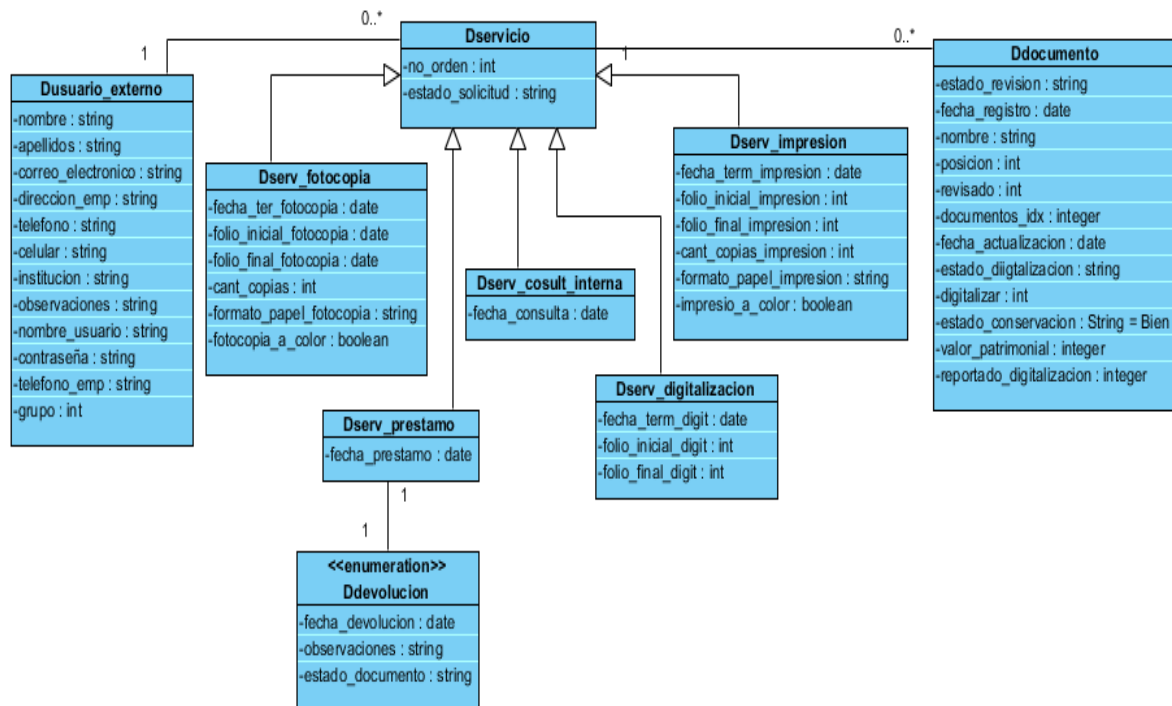 0..*
1
Dservicio
-no_orden : int
-estado_solicitud : string
1
0..*
Ddocumento
-estado_revision : string
-fecha_registro : date
-nombre : string
-posicion : int
-revisado : int
-documentos_idx : integer
-fecha_actualizacion : date
-estado_diigtalizacion : string
-digitalizar : int
-estado_conservacion : String = Bien
-valor_patrimonial : integer
-reportado_digitalizacion : integer
Dusuario_externo
-nombre : string
-apellidos : string
-correo_electronico : string
-direccion_emp : string
-telefono : string
-celular : string
-institucion : string
-observaciones : string
-nombre_usuario : string
-contraseña : string
-telefono_emp : string
-grupo : int
Dserv_fotocopia
-fecha_ter_fotocopia : date
-folio_inicial_fotocopia : date
-folio_final_fotocopia : date
-cant_copias : int
-formato_papel_fotocopia : string
-fotocopia_a_color : boolean
Dserv_impresion
-fecha_term_impresion : date
-folio_inicial_impresion : int
-folio_final_impresion : int
-cant_copias_impresion : int
-formato_papel_impresion : string
-impresio_a_color : boolean
Dserv_cosult_interna
-fecha_consulta : date
Dserv_digitalizacion
-fecha_term_digit : date
-folio_inicial_digit : int
-folio_final_digit : int
Dserv_prestamo
-fecha_prestamo : date
1
1
<<enumeration>>
Ddevolucion
-fecha_devolucion : date
-observaciones : string
-estado_documento : string